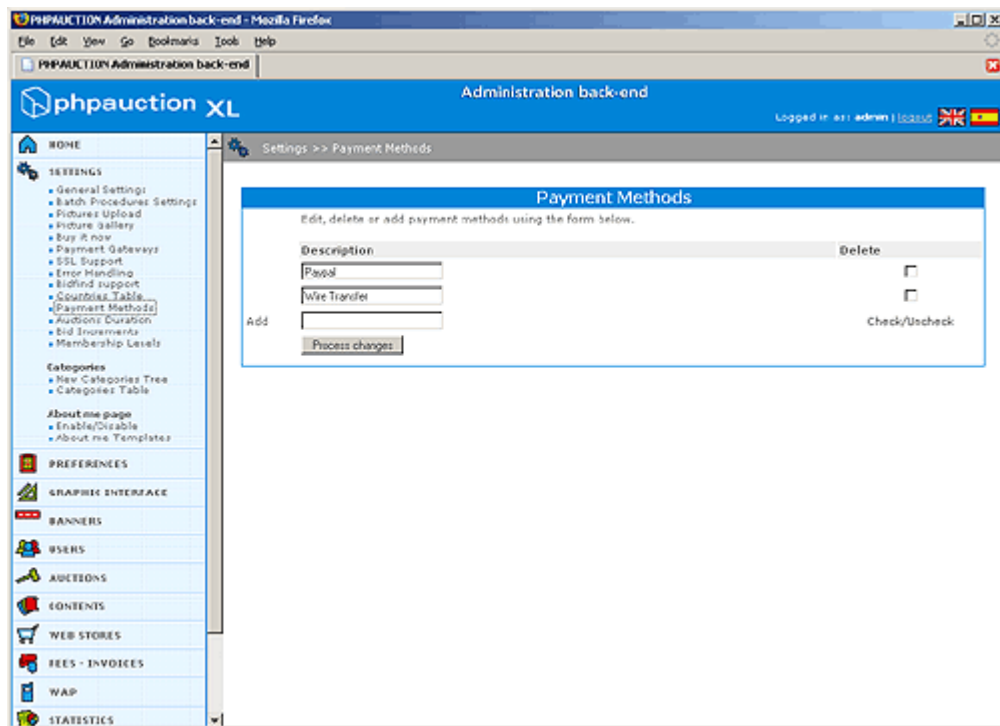 PHPAUCTION Administration back-end - Mozilla Firefox
File Edit View Go Bookmarks Tools Help
PHPAUCTION Administration back-end
phpauction XL
Administration back-end
Logged in as: admin | logout
HOME
Settings >> Payment Methods
SETTINGS
General Settings
Batch Procedures Settings
Pictures Upload
Picture Gallery
Buy it now
Payment Gateways
SSL Support
Error Handling
Bidfind support
Countries Table
Payment Methods
Auctions Duration
Bid Increments
Membership Levels
Categories
New Categories Tree
Categories Table
About me page
Enable/Disable
About me Templates
PREFERENCES
GRAPHIC INTERFACE
BANNERS
USERS
AUCTIONS
CONTENTS
WEB STORES
FEES - INVOICES
WAP
STATISTICS
Payment Methods
Edit, delete or add payment methods using the form below.
Description Delete
Paypal
Wire Transfer
Add Check/Uncheck
Process changes